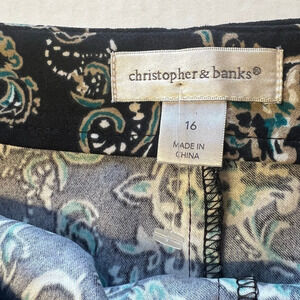 christopher & banks®
16
MADE IN
CHINA